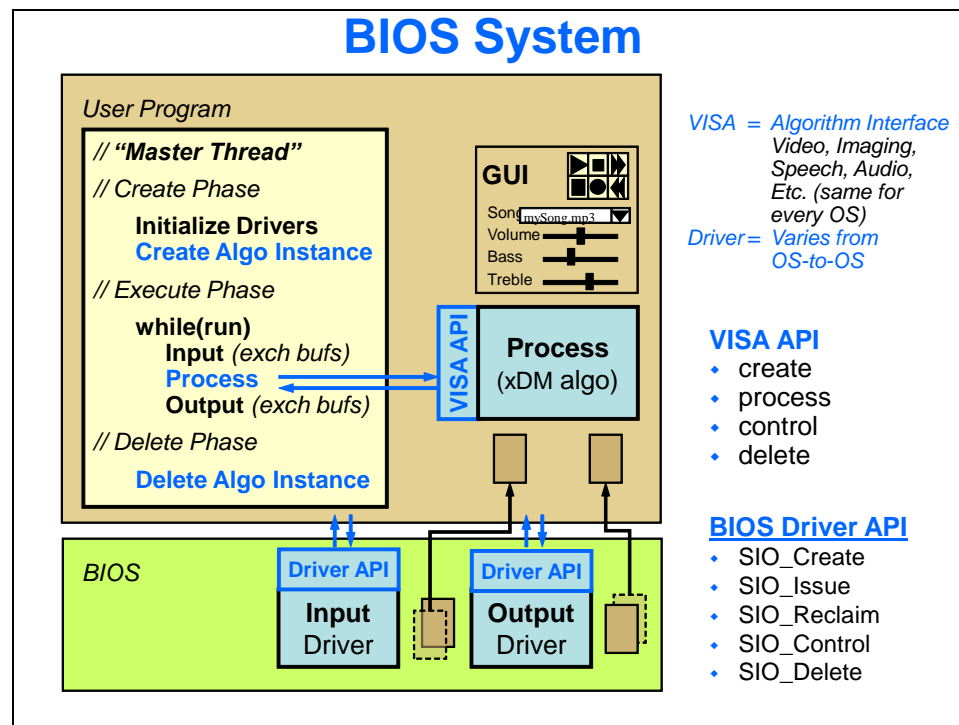 BIOS System
User Program
// “Master Thread”
// Create Phase
Initialize Drivers
Create Algo Instance
// Execute Phase
while(run)
Input (exch bufs)
Process
Output (exch bufs)
// Delete Phase
Delete Algo Instance
GUI
Song
mySong.mp3
Volume
Bass
Treble
VISA API
Process
(xDM algo)
BIOS
Driver API
Input
Driver
Driver API
Output
Driver
VISA = Algorithm Interface
Video, Imaging,
Speech, Audio,
Etc. (same for
every OS)
Driver = Varies from
OS-to-OS
VISA API
• create
• process
• control
• delete
BIOS Driver API
• SIO_Create
• SIO_Issue
• SIO_Reclaim
• SIO_Control
• SIO_Delete